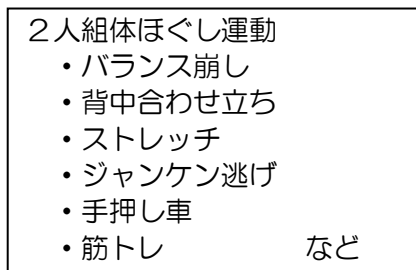 ２人組体ほぐし運動
・バランス崩し
・背中合わせ立ち
・ストレッチ
・ジャンケン逃げ
・手押し車
・筋トレ　　　　　など